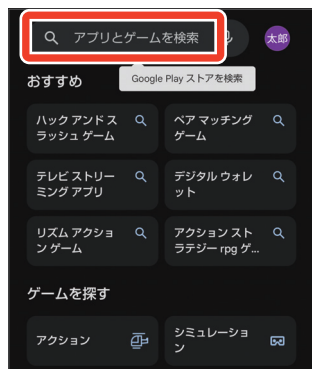 アプリとゲームを検索
太郎
おすすめ
Google Play ストアを検索
ハック アンド ス
ラッシュ ゲーム
ペア マッチング
ゲーム
テレビ ストリー
ミング アプリ
デジタル ウォレ
ット
リズム アクショ
ン ゲーム
アクション スト
ラテジー rpg ゲ...
ゲームを探す
アクション
シミュレーショ
ン